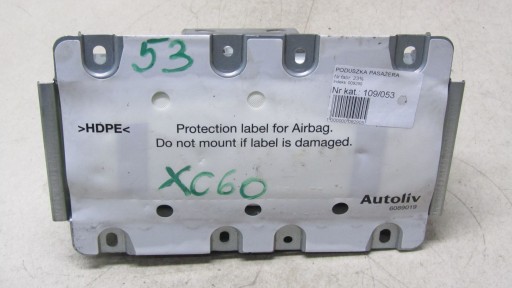 53
PODUSZKA PASAŻERA
Nr kat.: 109/053
>HDPE<
Protection label for Airbag.
Do not mount if label is damaged.
XC60
Autoliv